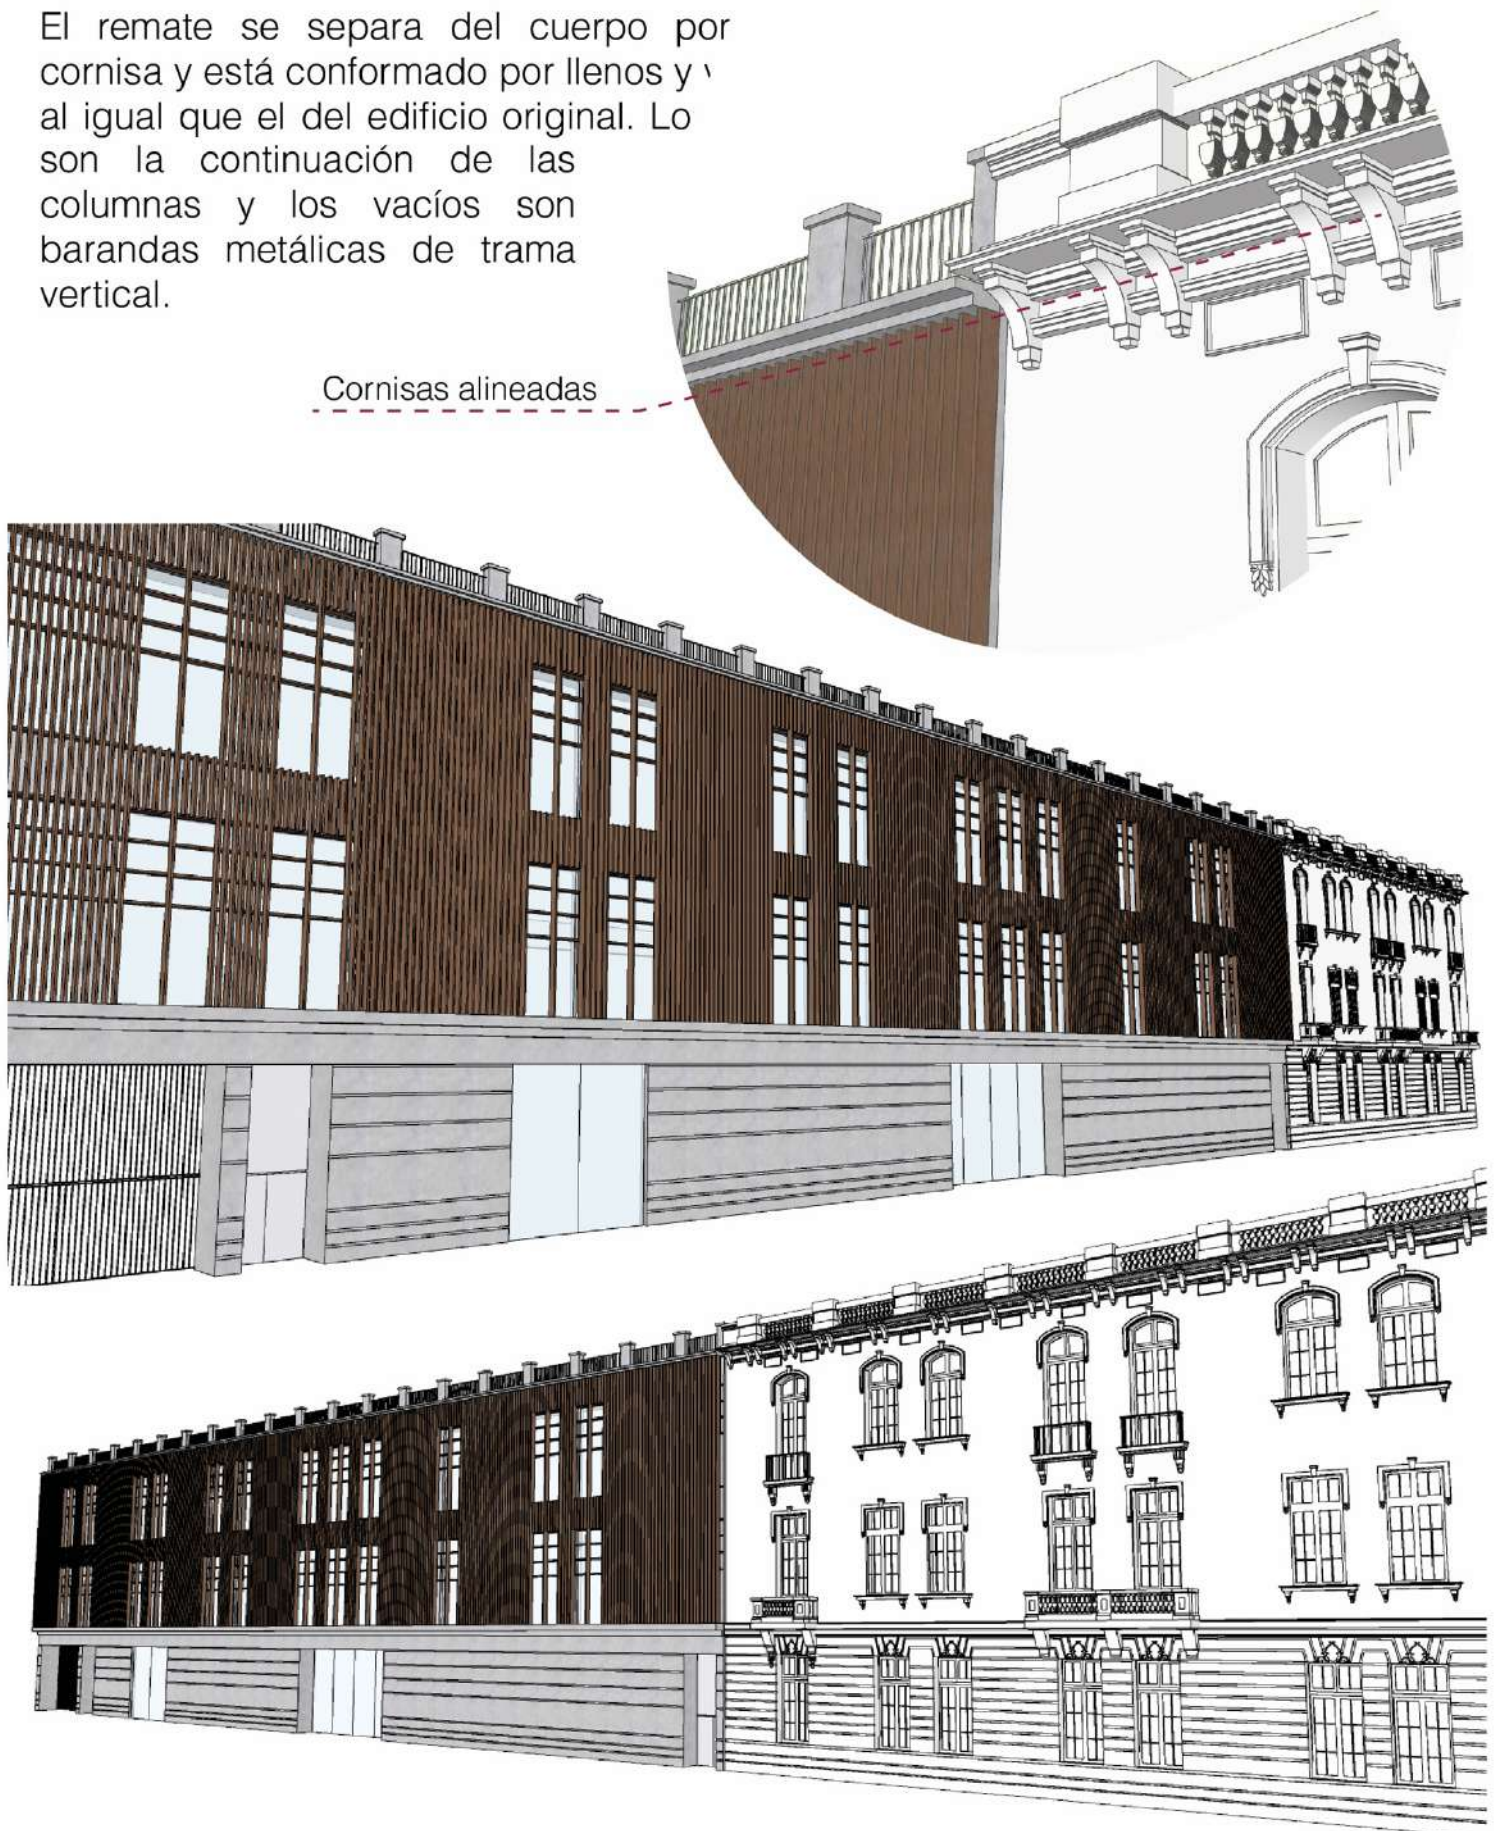 El remate se separa del cuerpo por
cornisa y está conformado por llenos y
al igual que el del edificio original. Lo
son la continuación de las
columnas y los vacíos son
barandas metálicas de trama
vertical.
Cornisas alineadas